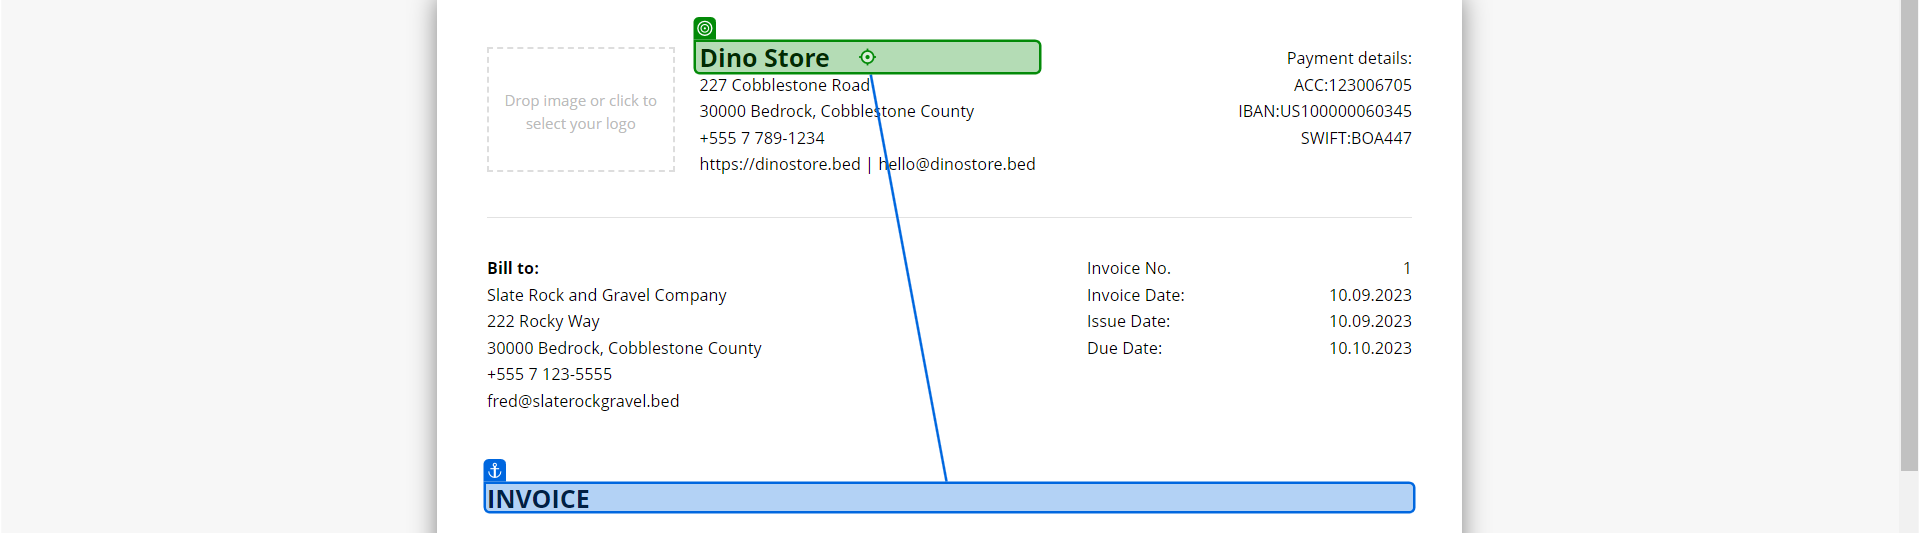 Drop image or click to
select your logo
Dino Store
227 Cobblestone Road
30000 Bedrock, Cobblestone County
+555 7 789-1234
https://dinostore.bed | hello@dinostore.bed
Payment details:
ACC:123006705
IBAN:US100000060345
SWIFT:BOA447
Bill to:
Slate Rock and Gravel Company
222 Rocky Way
30000 Bedrock, Cobblestone County
+555 7 123-5555
fred@slaterockgravel.bed
Invoice No. 1
Invoice Date: 10.09.2023
Issue Date: 10.09.2023
Due Date: 10.10.2023
INVOICE